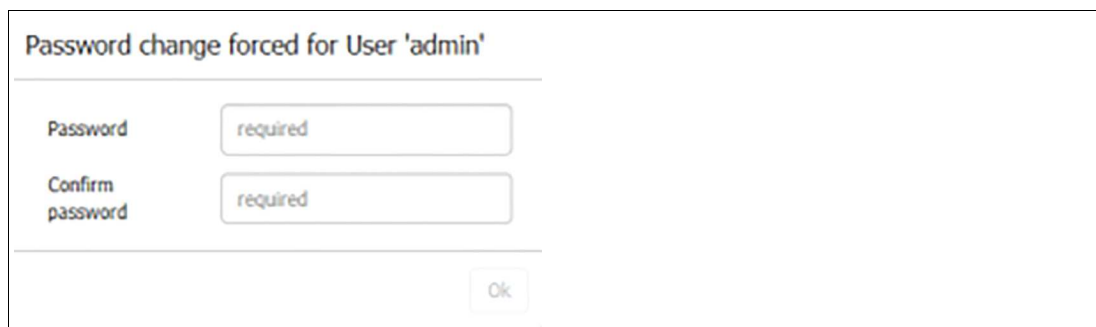 Password change forced for User 'admin'
Password
required
Confirm
password
required
Ok